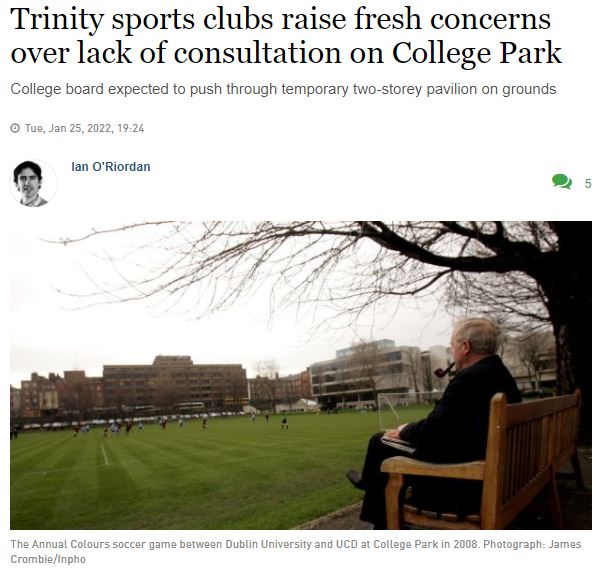 Trinity sports clubs raise fresh concerns
over lack of consultation on College Park
College board expected to push through temporary two-storey pavilion on grounds
Tue, Jan 25, 2022, 19:24
Ian O'Riordan
5
The Annual Colours soccer game between Dublin University and UCD at College Park in 2008. Photograph: James
Crombie/Inpho